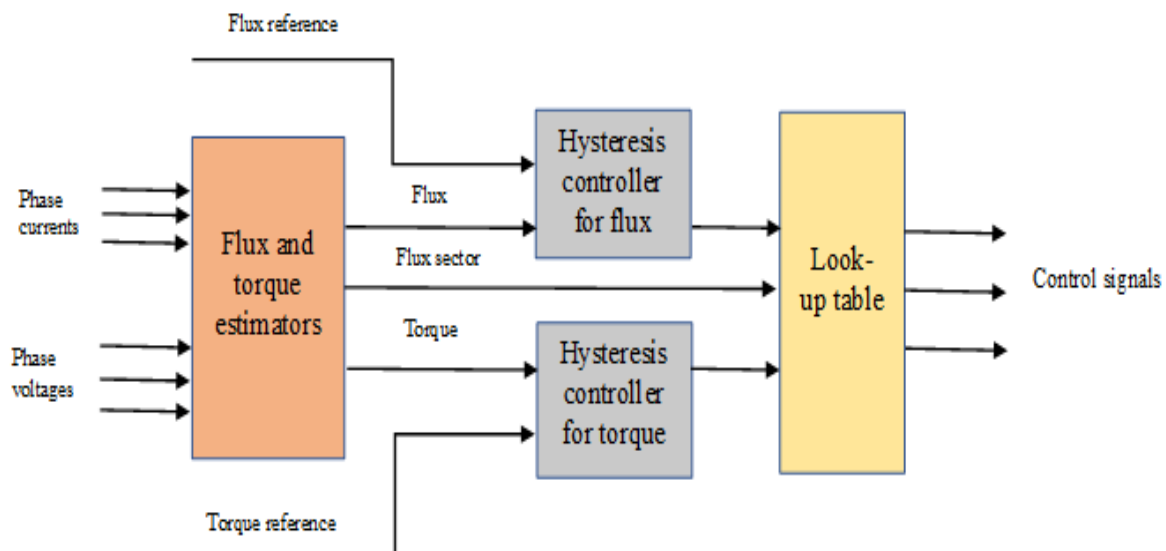 Flux reference
Phase
currents
Phase
voltages
Flux and
torque
estimators
Flux
Flux sector
Torque
Torque reference
Hysteresis
controller
for flux
Hysteresis
controller
for torque
Look-
up table
Control signals